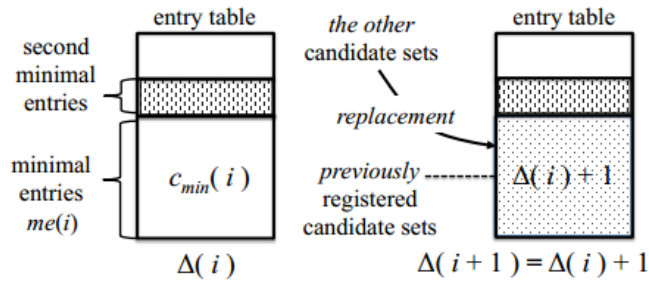 entry table
second
minimal
entries
minimal
entries
me(i)
c_min(i)
Δ(i)
the other
candidate sets
replacement
previously
registered
candidate sets
entry table
Δ(i) + 1
Δ(i + 1) = Δ(i) + 1